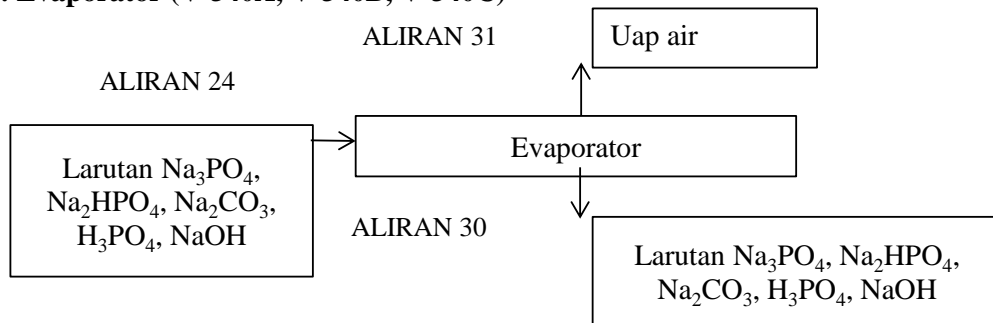 Evaporator
ALIRAN 31
Uap air
ALIRAN 24
Evaporator
Larutan Na₃PO₄,
Na₂HPO₄, Na₂CO₃,
H₃PO₄, NaOH
ALIRAN 30
Larutan Na₃PO₄, Na₂HPO₄,
Na₂CO₃, H₃PO₄, NaOH